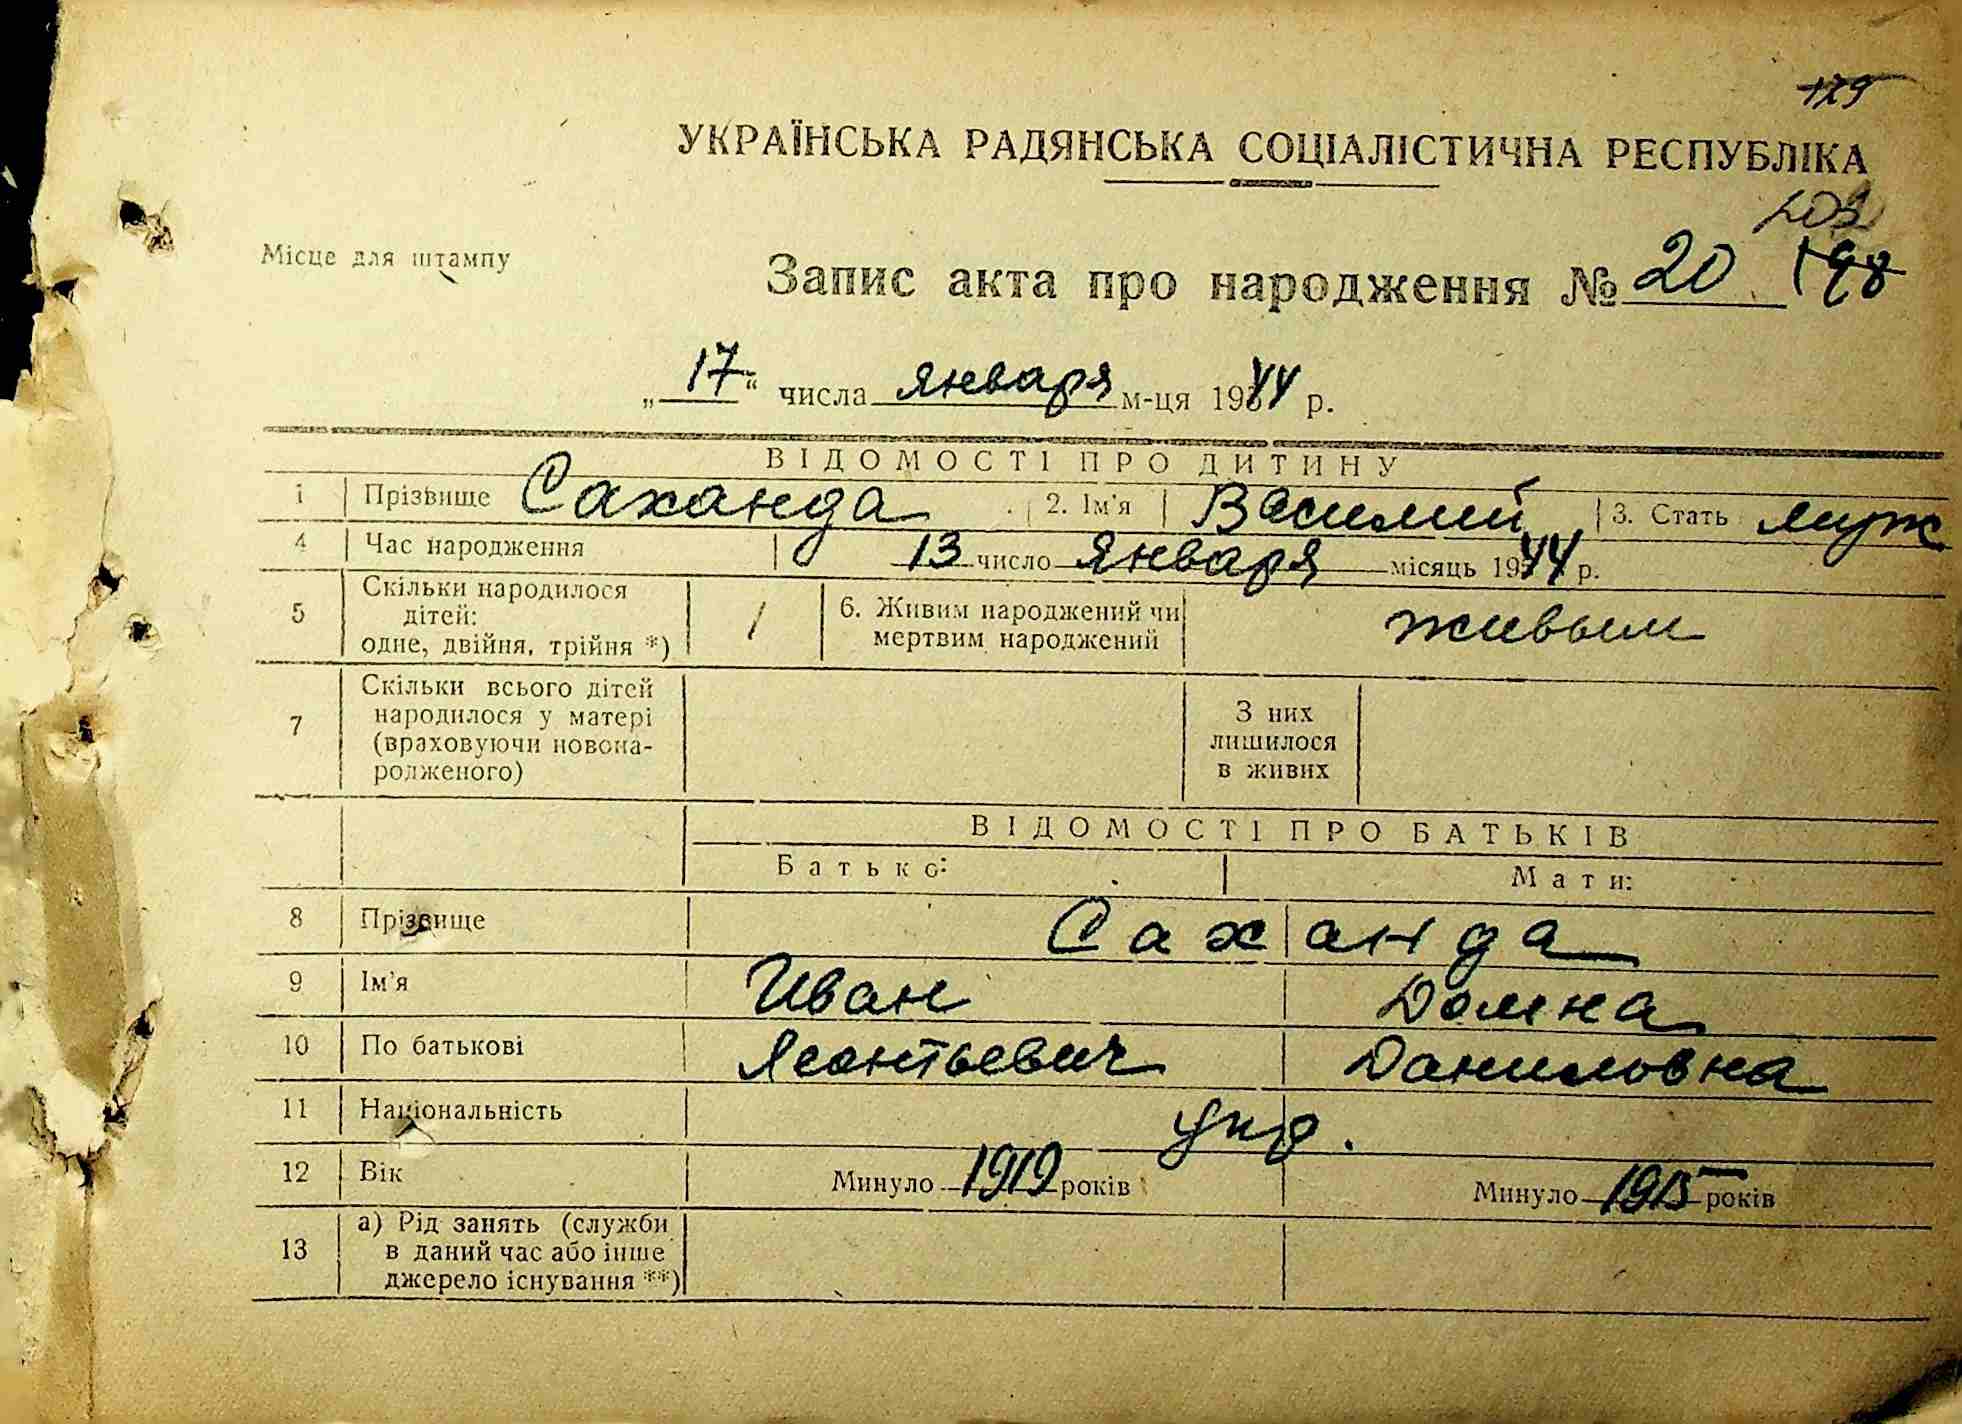 179
УКРАЇНСЬКА РАДЯНСЬКА СОЦІАЛІСТИЧНА РЕСПУБЛІКА
Місце для штампу
Запис акта про народження № 20 198
„17“ числа января м-ця 1944 р.
ВІДОМОСТІ ПРО ДИТИНУ
1 Прізвище Саханда 2. Ім'я Василий 3. Стать муж
4 Час народження 13 число января місяць 1944 р.
5 Скільки народилося дітей: одне, двійня, трійня *) 1 6. Живим народжений чи мертвим народжений живым
7 Скільки всього дітей народилося у матері (враховуючи новона-родженого) З них лишилося в живих
ВІДОМОСТІ ПРО БАТЬКІВ
Батько: Мати:
8 Прізвище Саханда
9 Ім'я Иван Домна
10 По батькові Леонтьевич Даниловна
11 Національність укр.
12 Вік Минуло 1919 років Минуло 1915 років
13 а) Рід занять (служби в даний час або інше джерело існування **)